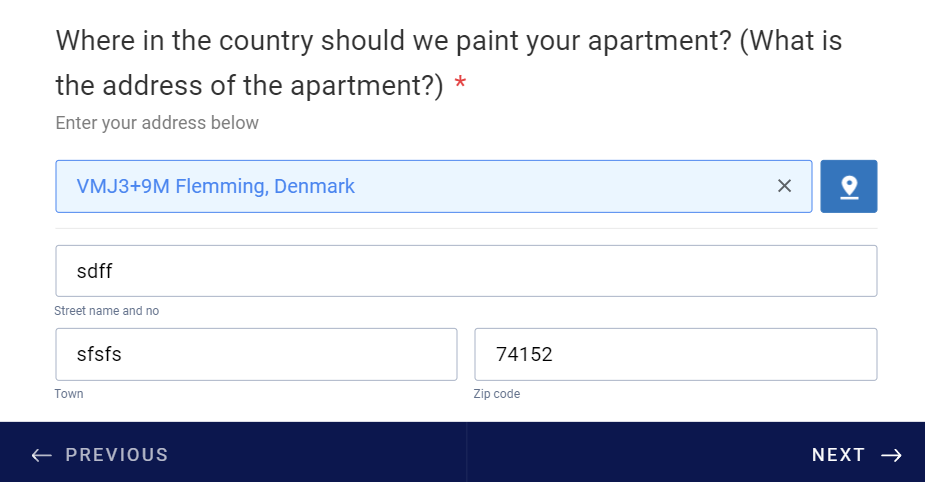 Where in the country should we paint your apartment? (What is
the address of the apartment?) *
Enter your address below
VMJ3+9M Flemming, Denmark
sdff
Street name and no
sfsfs
74152
Town
Zip code
PREVIOUS
NEXT